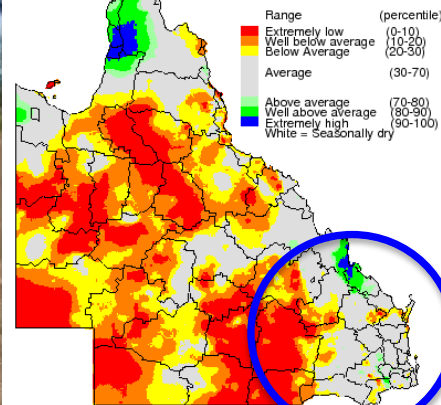 Range (percentile)
Extremely low (0-10)
Well below average (10-20)
Below Average (20-30)
Average (30-70)
Above average (70-80)
Well above average (80-90)
Extremely high (90-100)
White = Seasonally dry